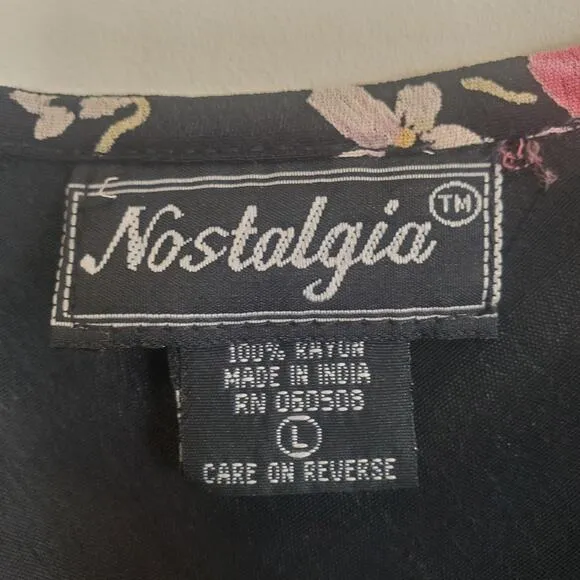 Nostalgia TM
100% RAYON
MADE IN INDIA
RN 060508
L
CARE ON REVERSE